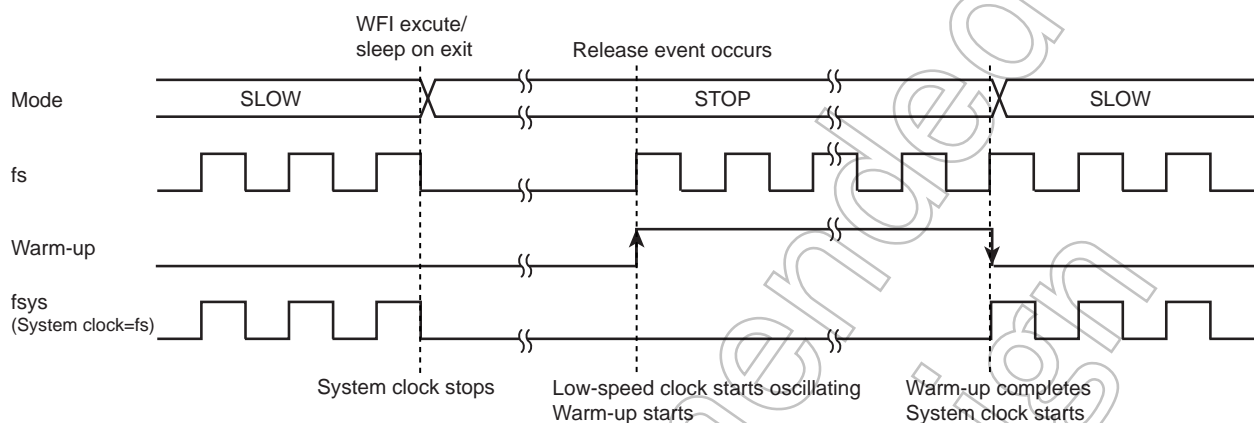 WFI excute/
sleep on exit
Release event occurs
Mode
SLOW
STOP
SLOW
fs
Warm-up
fsys
(System clock=fs)
System clock stops
Low-speed clock starts oscillating
Warm-up starts
Warm-up completes
System clock starts